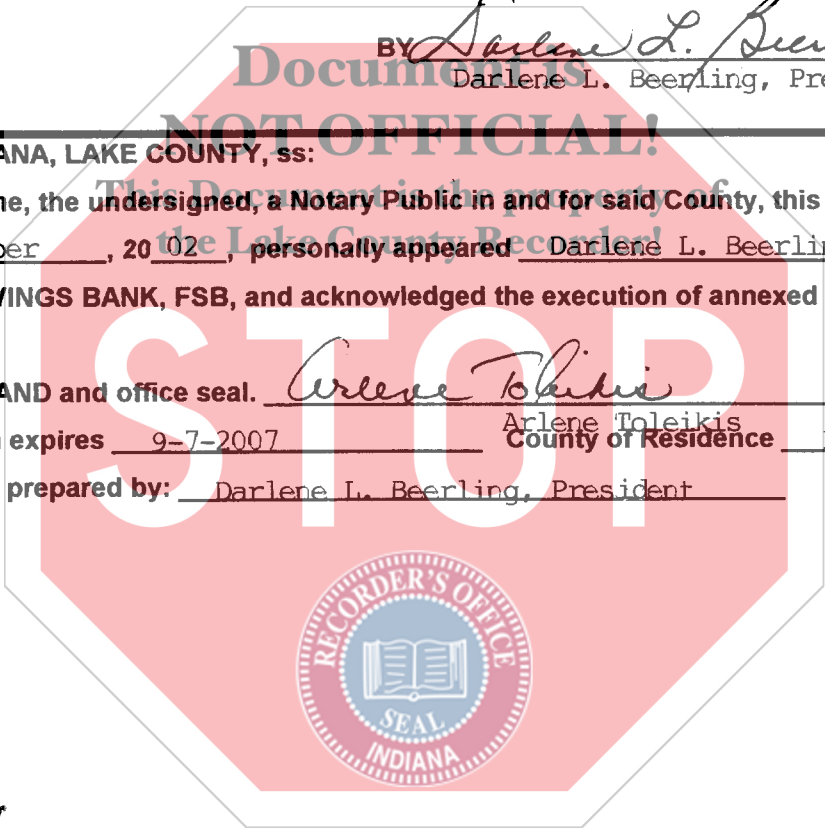 BY Darlene L. Beer
Darlene L. Beerling, Pre
Document is
NOT OFFICIAL!
This Document is the property of
the Lake County Recorder!
ANA, LAKE COUNTY, ss:
ne, the undersigned, a Notary Public in and for said County, this
ber, 20 02, personally appeared Darlene L. Beerlin
VINGS BANK, FSB, and acknowledged the execution of annexed
AND and office seal. Arlene Toleikis
Arlene Toleikis
expires 9-7-2007 County of Residence
prepared by: Darlene L. Beerling, President
STOP
RECORDER'S OFFICE
SEAL
INDIANA